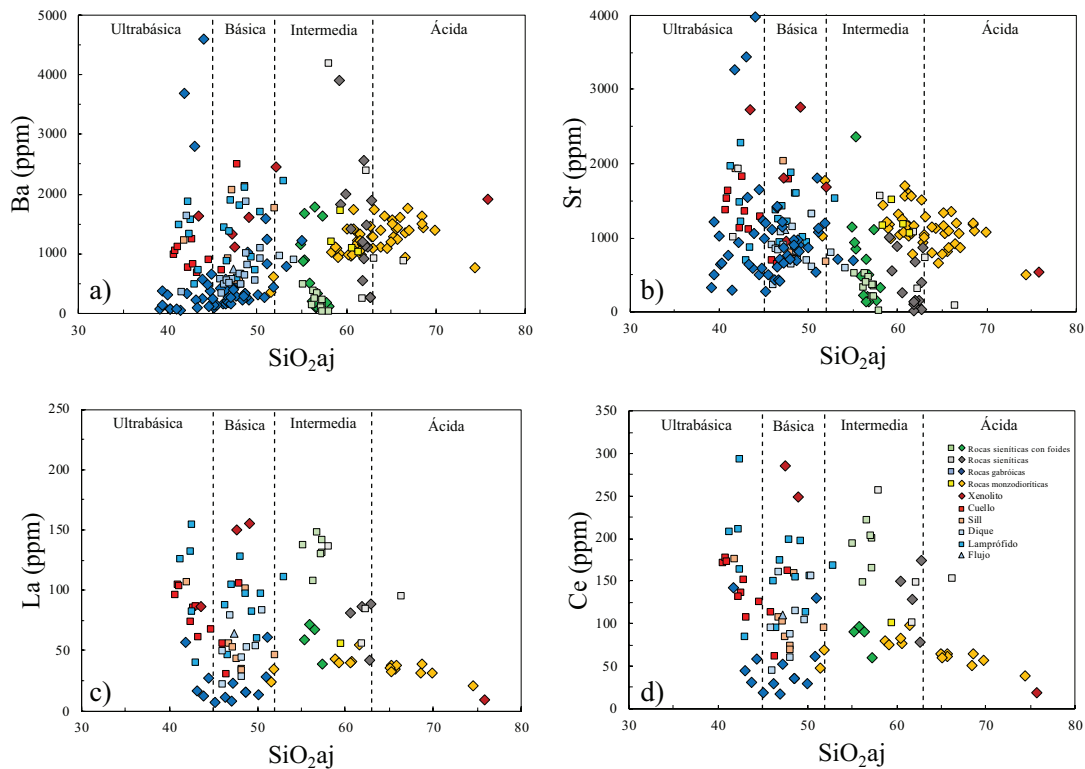 Ultrabásica Básica Intermedia Ácida
5000
4000
3000
2000
1000
0
Ba (ppm)
a)
30 40 50 60 70 80
SiO2aj
Ultrabásica Básica Intermedia Ácida
4000
3000
2000
1000
0
Sr (ppm)
b)
30 40 50 60 70 80
SiO2aj
Ultrabásica Básica Intermedia Ácida
250
200
150
100
50
0
La (ppm)
c)
30 40 50 60 70 80
SiO2aj
Ultrabásica Básica Intermedia Ácida
350
300
250
200
150
100
50
0
Ce (ppm)
d)
30 40 50 60 70 80
SiO2aj
Rocas sieníticas con foides
Rocas sieníticas
Rocas gabróicas
Rocas monzodioríticas
Xenolito
Cuello
Sill
Dique
Lamprófido
Flujo